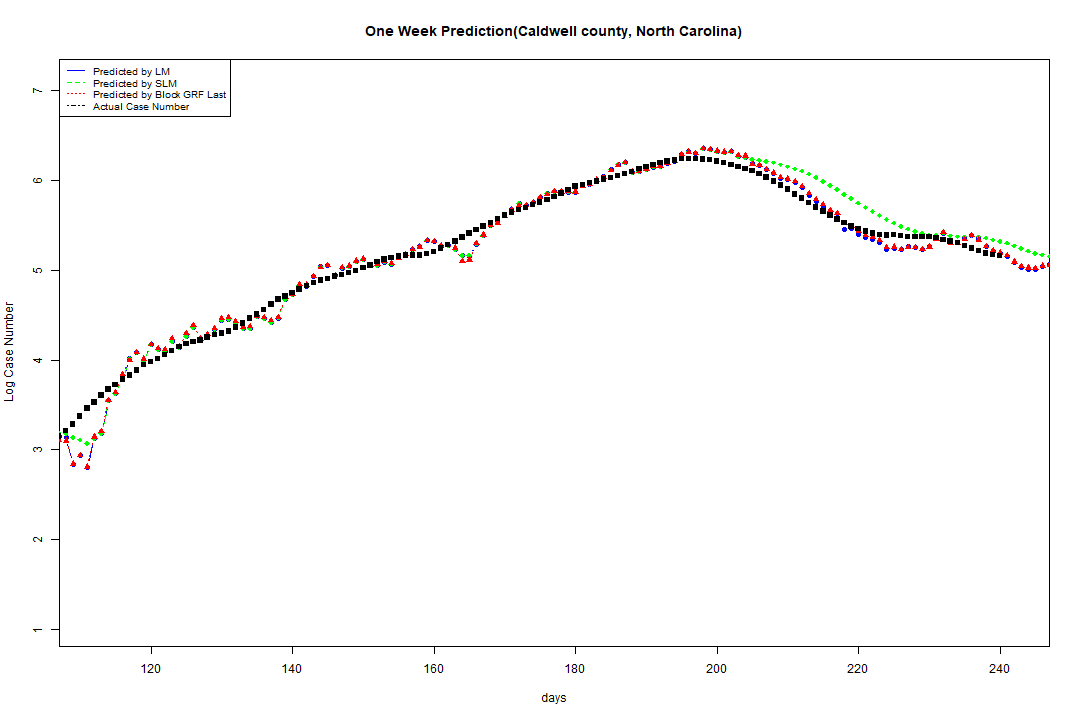 One Week Prediction(Caldwell county, North Carolina)
Predicted by LM
Predicted by SLM
Predicted by Block GRF Last
Actual Case Number
7
6
5
4
3
2
1
Log Case Number
120 140 160 180 200 220 240
days